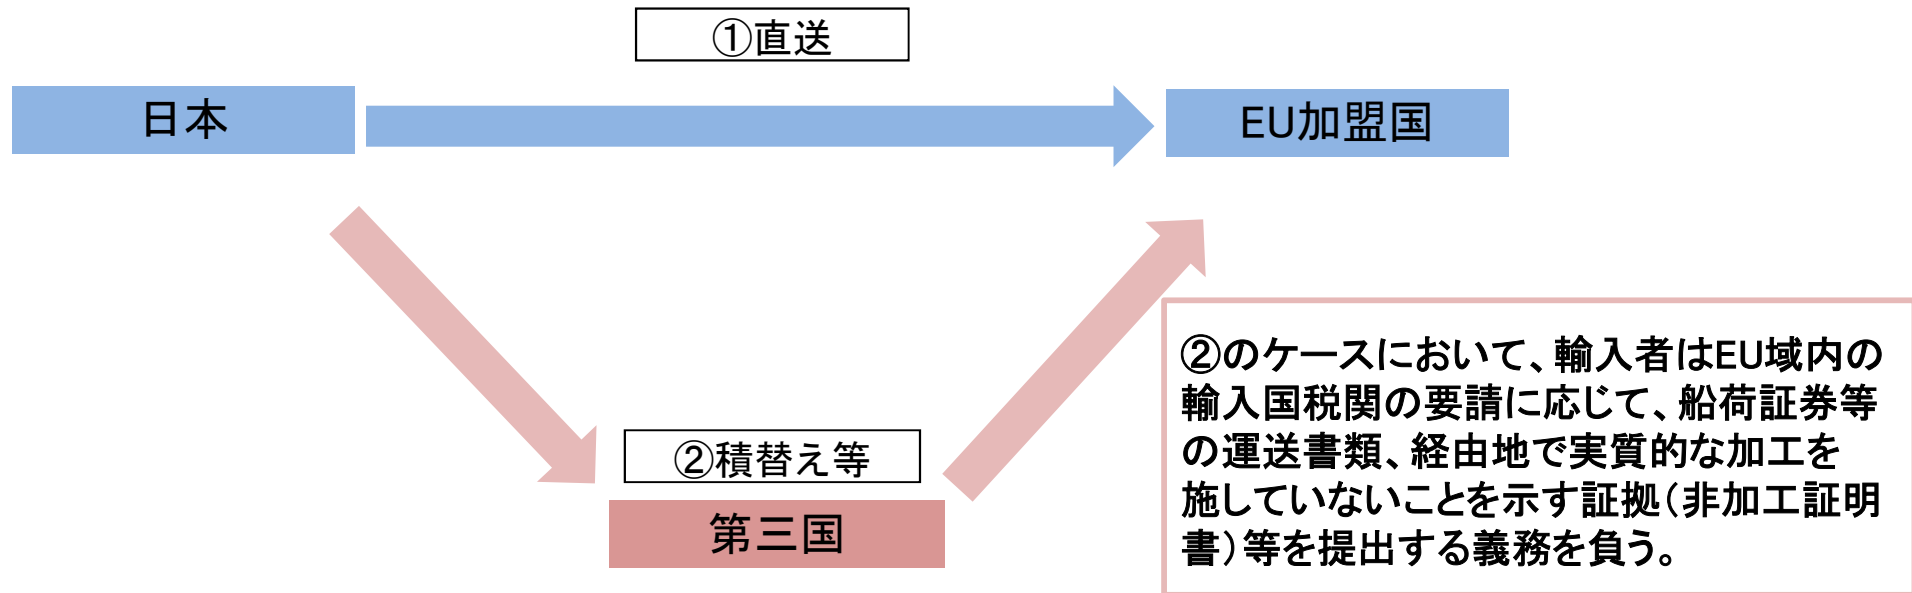 ①直送
日本
EU加盟国
②積替え等
第三国
②のケースにおいて、輸入者はEU域内の
輸入国税関の要請に応じて、船荷証券等
の運送書類、経由地で実質的な加工を
施していないことを示す証拠（非加工証明
書）等を提出する義務を負う。